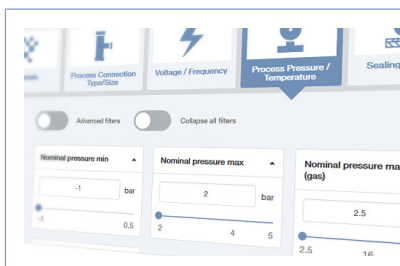 Process Connection
Type/Size
Voltage / Frequency
Process Pressure /
Temperature
Sealing
Advanced filters
Collapse all filters
Nominal pressure min
Nominal pressure max
Nominal pressure ma
(gas)
-1
bar
2
bar
2.5
-1
0.5
2
4
5
2.5
16